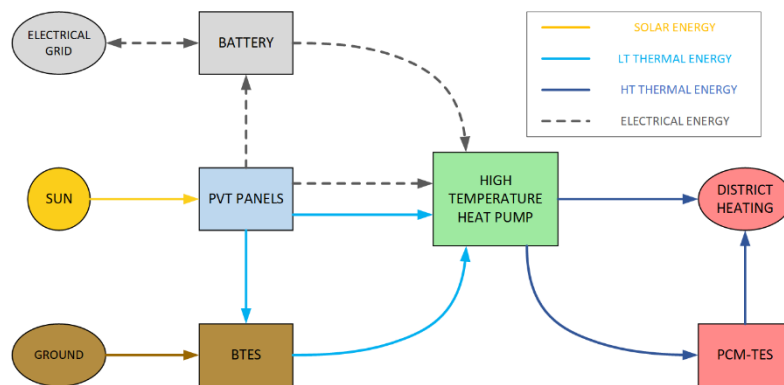 ELECTRICAL
GRID
BATTERY
SOLAR ENERGY
LT THERMAL ENERGY
HT THERMAL ENERGY
ELECTRICAL ENERGY
SUN
PVT PANELS
HIGH
TEMPERATURE
HEAT PUMP
DISTRICT
HEATING
GROUND
BTES
PCM-TES